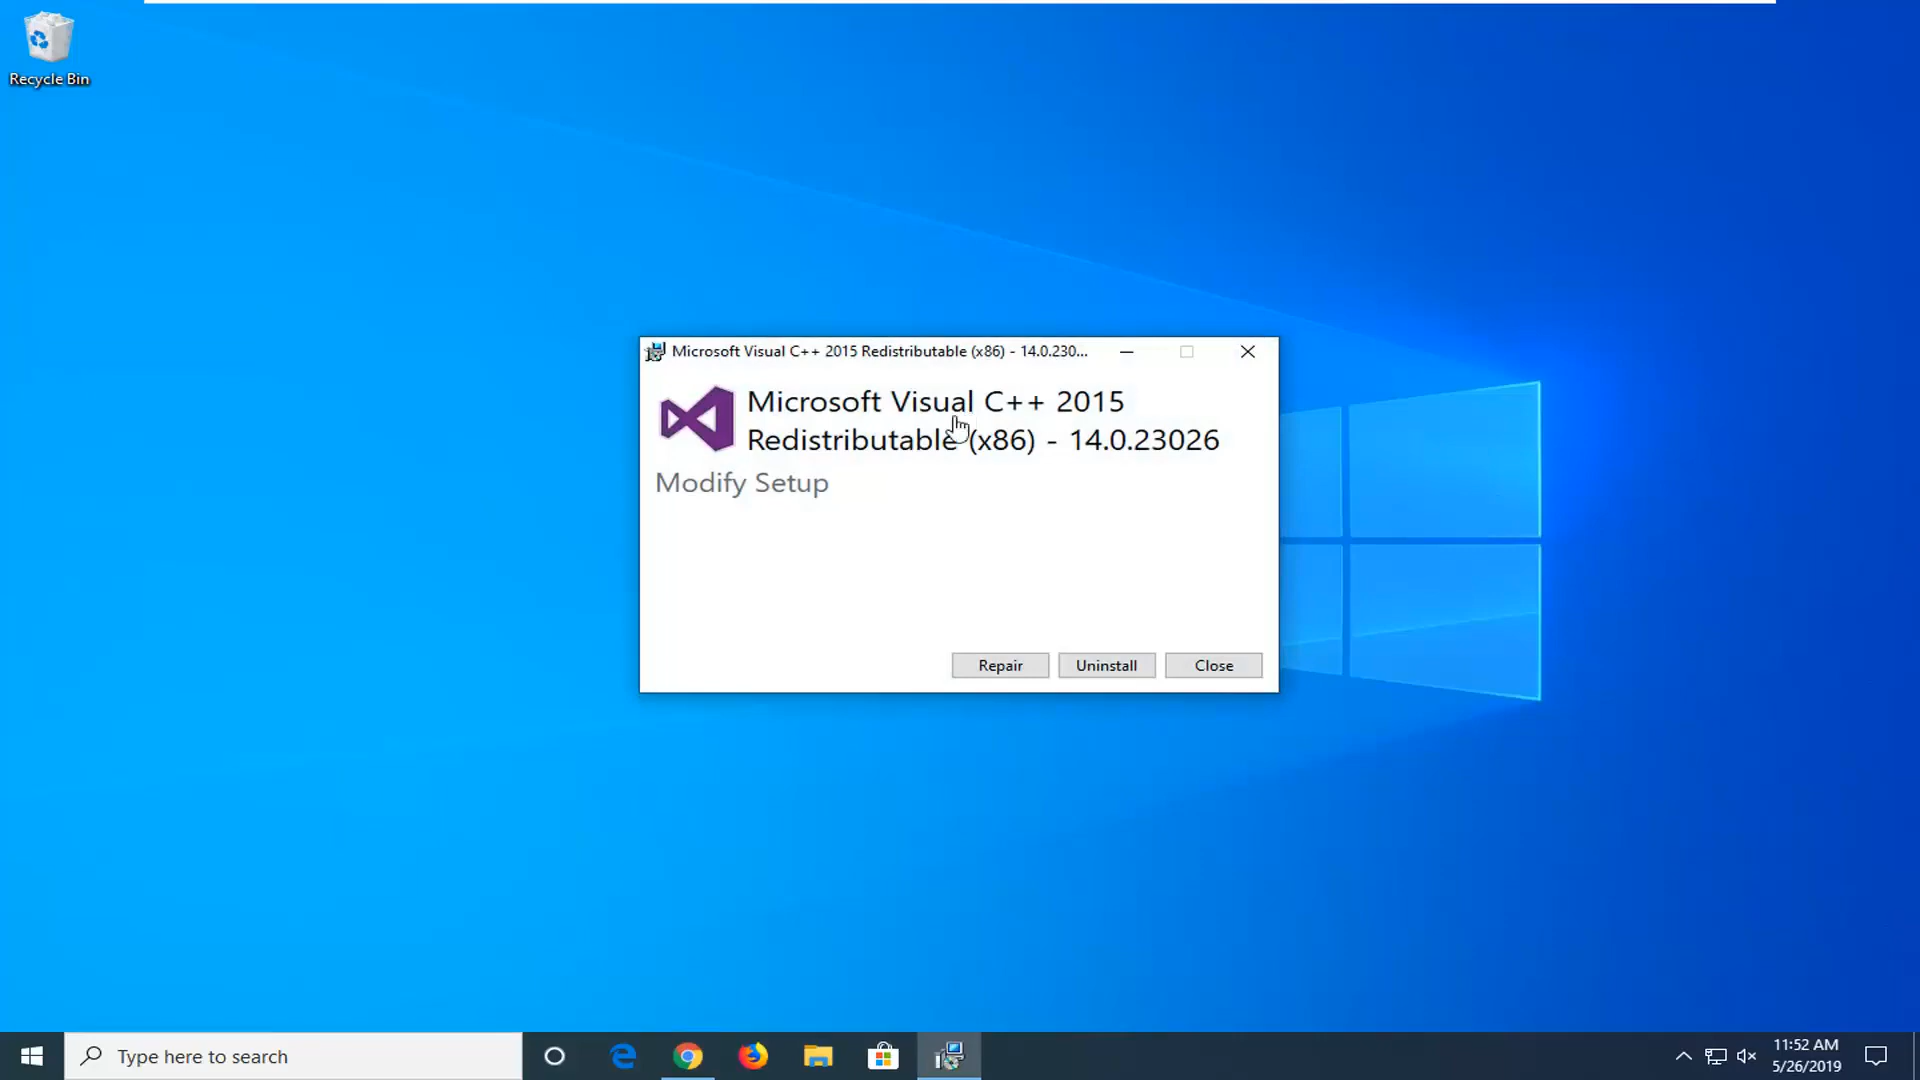 Recycle Bin
Microsoft Visual C++ 2015 Redistributable (x86) - 14.0.230...
Microsoft Visual C++ 2015
Redistributable (x86) - 14.0.23026
Modify Setup
Repair
Uninstall
Close
Type here to search
11:52 AM
5/26/2019